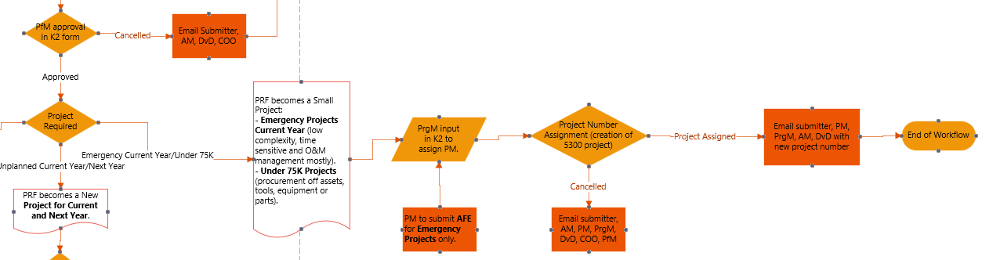 PfM approval
in K2 form
Cancelled
Email Submitter,
AM, DvD, COO
Approved
Project
Required
Emergency Current Year/Under 75K
Unplanned Current Year/Next Year
PRF becomes a New
Project for Current
and Next Year.
PRF becomes a Small
Project:
- Emergency Projects
Current Year (low
complexity, time
sensitive and O&M
management mostly).
- Under 75K Projects
(procurement off assets,
tools, equipment or
parts).
PrgM input
in K2 to
assign PM.
PM to submit AFE
for Emergency
Projects only.
Project Number
Assignment (creation of
5300 project)
Cancelled
Email submitter,
AM, PM, PrgM,
DvD, COO, PfM
Project Assigned
Email submitter, PM,
PrgM, AM, DvD with
new project number
End of Workflow